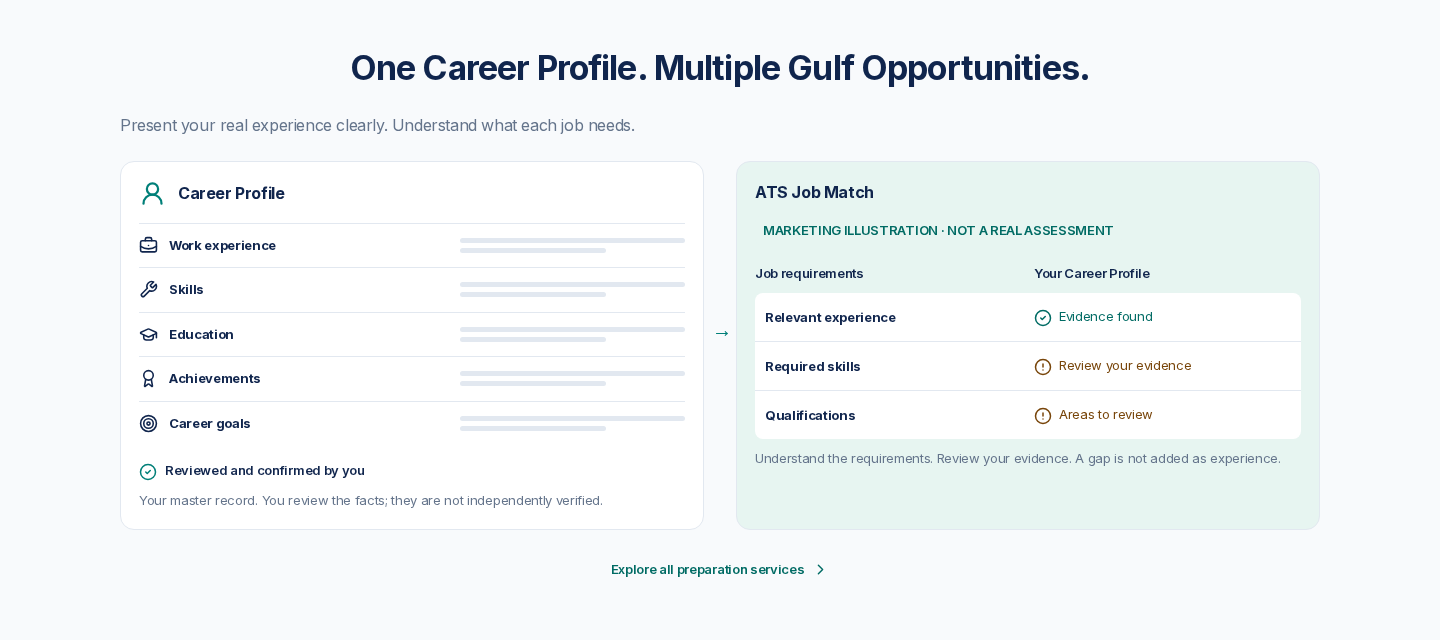 One Career Profile. Multiple Gulf Opportunities.
Present your real experience clearly. Understand what each job needs.
Career Profile
Work experience
Skills
Education
Achievements
Career goals
Reviewed and confirmed by you
Your master record. You review the facts; they are not independently verified.
→
ATS Job Match
MARKETING ILLUSTRATION · NOT A REAL ASSESSMENT
Job requirements
Your Career Profile
Relevant experience
Evidence found
Required skills
Review your evidence
Qualifications
Areas to review
Understand the requirements. Review your evidence. A gap is not added as experience.
Explore all preparation services